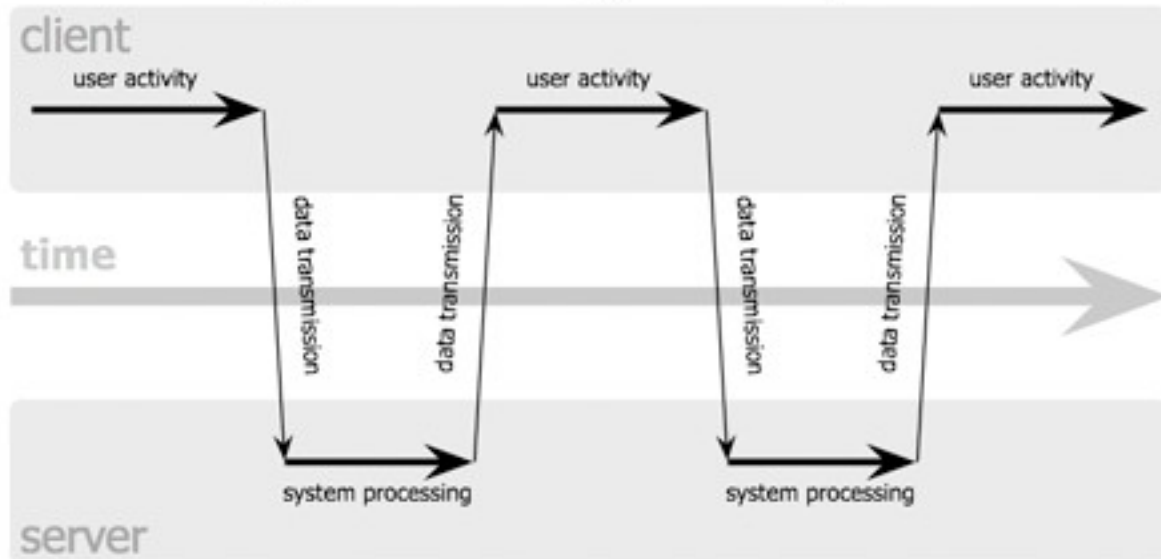 client
user activity
user activity
user activity
data transmission
data transmission
data transmission
data transmission
time
system processing
system processing
server